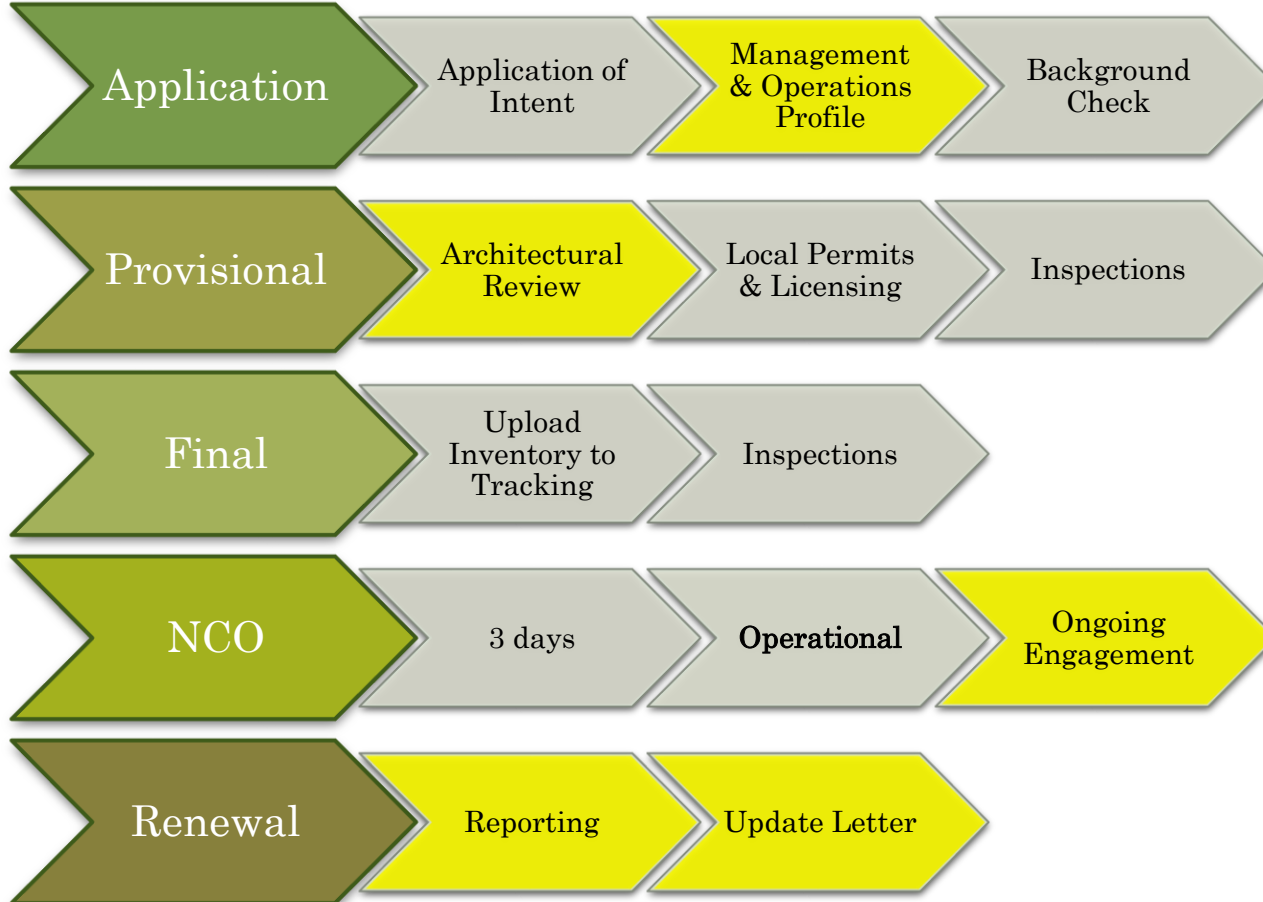 Application
Application of
Intent
Management
& Operations
Profile
Background
Check
Provisional
Architectural
Review
Local Permits
& Licensing
Inspections
Final
Upload
Inventory to
Tracking
Inspections
NCO
3 days
Operational
Ongoing
Engagement
Renewal
Reporting
Update Letter